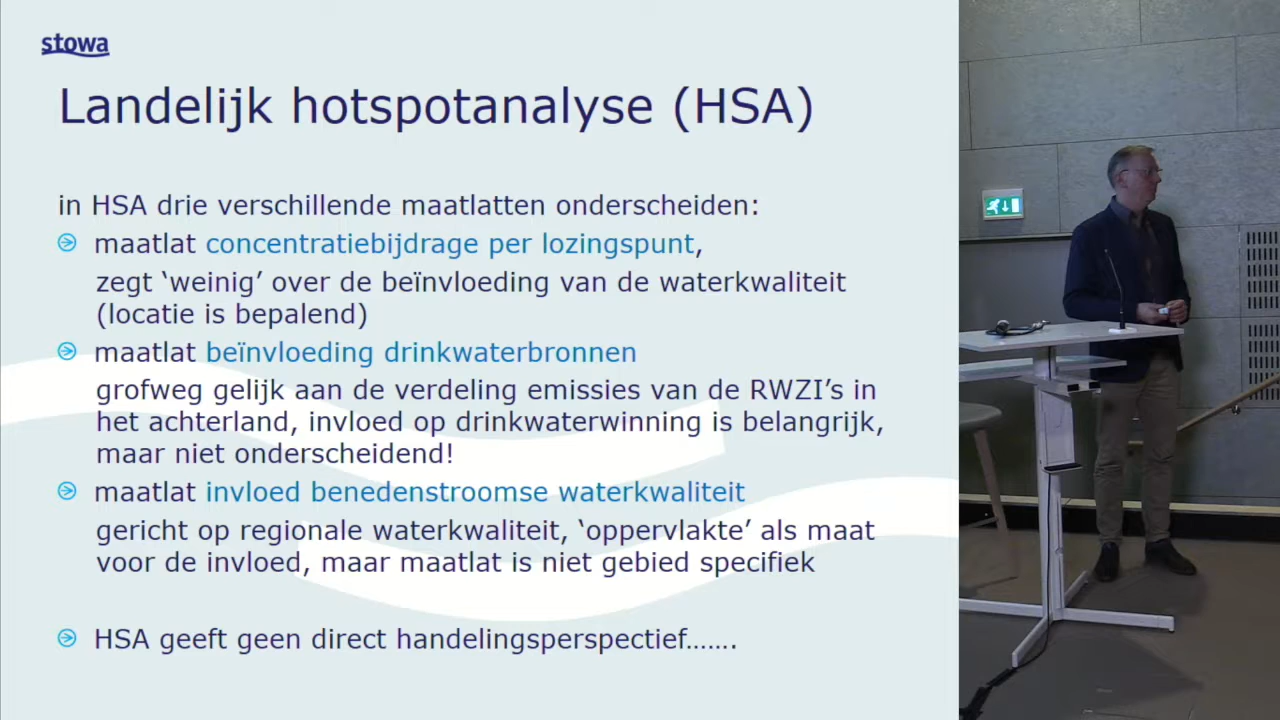 stowa
Landelijk hotspotanalyse (HSA)
in HSA drie verschillende maatlatten onderscheiden:
maatlat concentratiebijdrage per lozingspunt,
zegt ‘weinig’ over de beïnvloeding van de waterkwaliteit
(locatie is bepalend)
maatlat beïnvloeding drinkwaterbronnen
grofweg gelijk aan de verdeling emissies van de RWZI’s in
het achterland, invloed op drinkwaterwinning is belangrijk,
maar niet onderscheidend!
maatlat invloed benedenstroomse waterkwaliteit
gericht op regionale waterkwaliteit, ‘oppervlakte’ als maat
voor de invloed, maar maatlat is niet gebied specifiek
HSA geeft geen direct handelingsperspectief…….